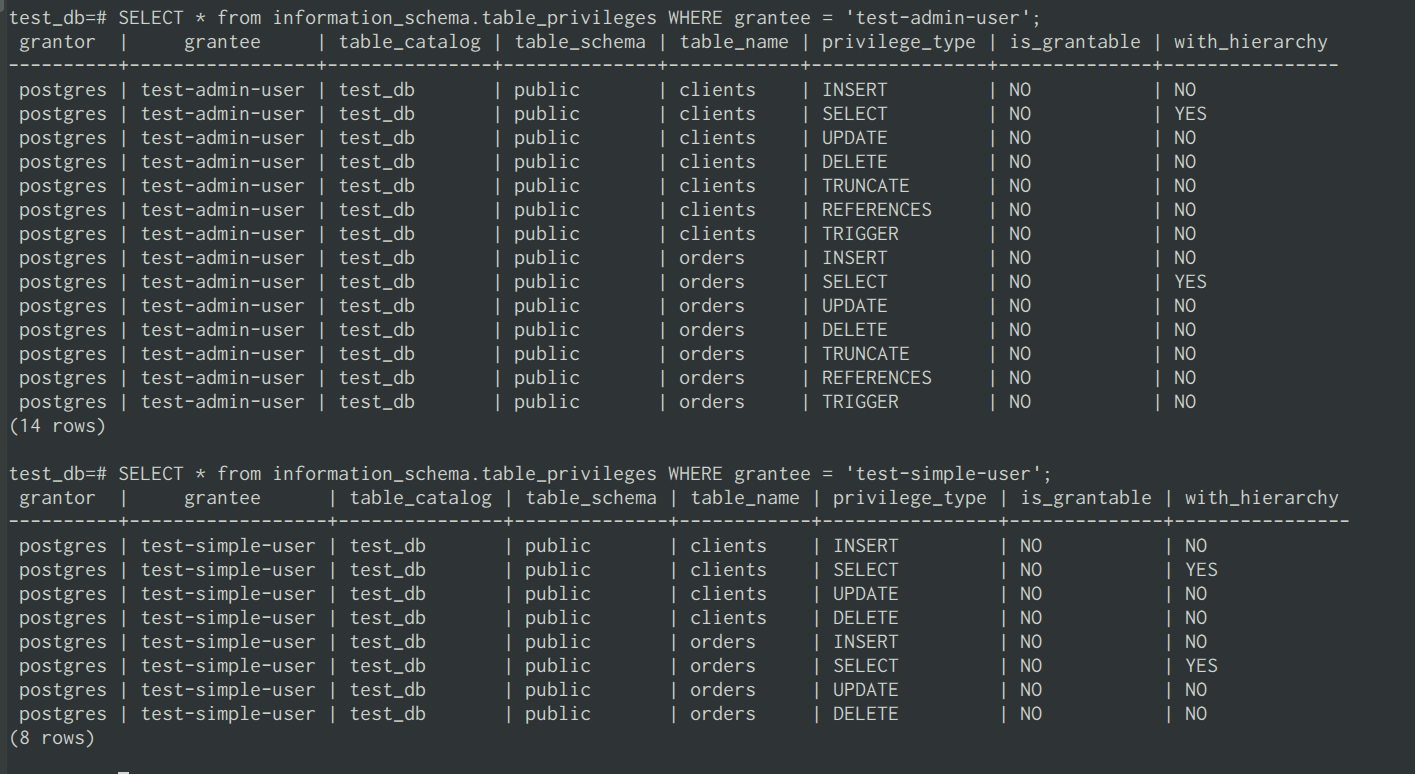 test_db=# SELECT * from information_schema.table_privileges WHERE grantee = 'test-admin-user';
 grantor  |     grantee     | table_catalog | table_schema | table_name | privilege_type | is_grantable | with_hierarchy
----------+-----------------+---------------+--------------+------------+----------------+--------------+----------------
 postgres | test-admin-user | test_db       | public       | clients    | INSERT         | NO           | NO
 postgres | test-admin-user | test_db       | public       | clients    | SELECT         | NO           | YES
 postgres | test-admin-user | test_db       | public       | clients    | UPDATE         | NO           | NO
 postgres | test-admin-user | test_db       | public       | clients    | DELETE         | NO           | NO
 postgres | test-admin-user | test_db       | public       | clients    | TRUNCATE       | NO           | NO
 postgres | test-admin-user | test_db       | public       | clients    | REFERENCES     | NO           | NO
 postgres | test-admin-user | test_db       | public       | clients    | TRIGGER        | NO           | NO
 postgres | test-admin-user | test_db       | public       | orders     | INSERT         | NO           | NO
 postgres | test-admin-user | test_db       | public       | orders     | SELECT         | NO           | YES
 postgres | test-admin-user | test_db       | public       | orders     | UPDATE         | NO           | NO
 postgres | test-admin-user | test_db       | public       | orders     | DELETE         | NO           | NO
 postgres | test-admin-user | test_db       | public       | orders     | TRUNCATE       | NO           | NO
 postgres | test-admin-user | test_db       | public       | orders     | REFERENCES     | NO           | NO
 postgres | test-admin-user | test_db       | public       | orders     | TRIGGER        | NO           | NO
(14 rows)

test_db=# SELECT * from information_schema.table_privileges WHERE grantee = 'test-simple-user';
 grantor  |     grantee      | table_catalog | table_schema | table_name | privilege_type | is_grantable | with_hierarchy
----------+------------------+---------------+--------------+------------+----------------+--------------+----------------
 postgres | test-simple-user | test_db       | public       | clients    | INSERT         | NO           | NO
 postgres | test-simple-user | test_db       | public       | clients    | SELECT         | NO           | YES
 postgres | test-simple-user | test_db       | public       | clients    | UPDATE         | NO           | NO
 postgres | test-simple-user | test_db       | public       | clients    | DELETE         | NO           | NO
 postgres | test-simple-user | test_db       | public       | orders     | INSERT         | NO           | NO
 postgres | test-simple-user | test_db       | public       | orders     | SELECT         | NO           | YES
 postgres | test-simple-user | test_db       | public       | orders     | UPDATE         | NO           | NO
 postgres | test-simple-user | test_db       | public       | orders     | DELETE         | NO           | NO
(8 rows)